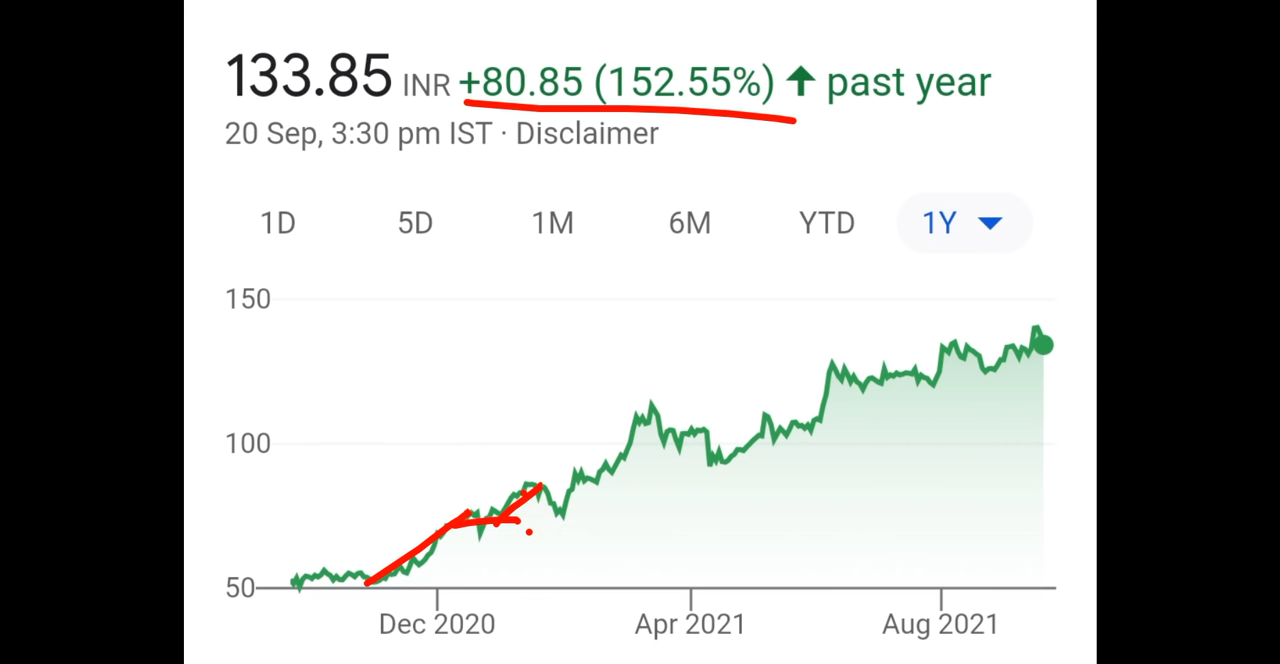 133.85 INR +80.85 (152.55%) ↑ past year
20 Sep, 3:30 pm IST · Disclaimer
1D 5D 1M 6M YTD 1Y
150
100
50
Dec 2020 Apr 2021 Aug 2021